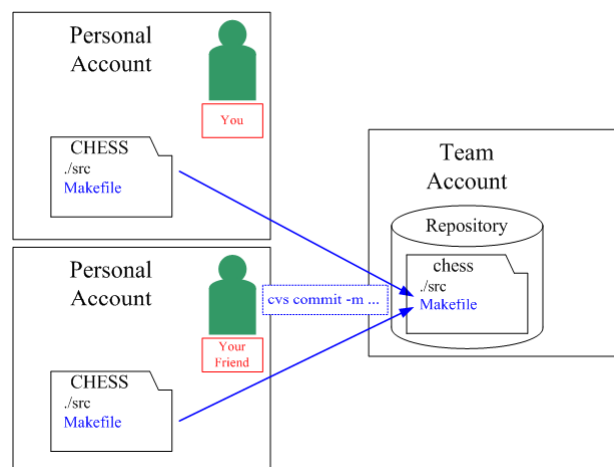 Personal
Account
You
CHESS
./src
Makefile
Personal
Account
Your
Friend
CHESS
./src
Makefile
cvs commit -m ...
Team
Account
Repository
chess
./src
Makefile